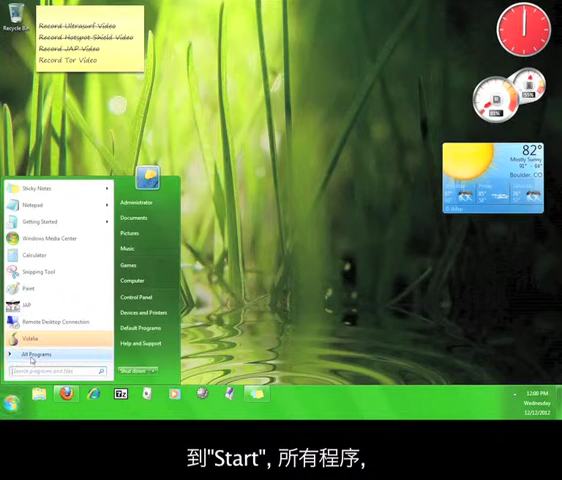 Recycle Bin
Record Ultrasurf Video
Record Hotspot Shield Video
Record JAP Video
Record Tor Video
82°
Mostly Sunny
Boulder, CO
Sticky Notes
Notepad
Getting Started
Windows Media Center
Calculator
Snipping Tool
Paint
JAP
Remote Desktop Connection
Vidalia
All Programs
Search programs and files
Administrator
Documents
Pictures
Music
Games
Computer
Control Panel
Devices and Printers
Default Programs
Help and Support
Shut down
12:00 PM
Wednesday
12/12/2012
到"Start", 所有程序,